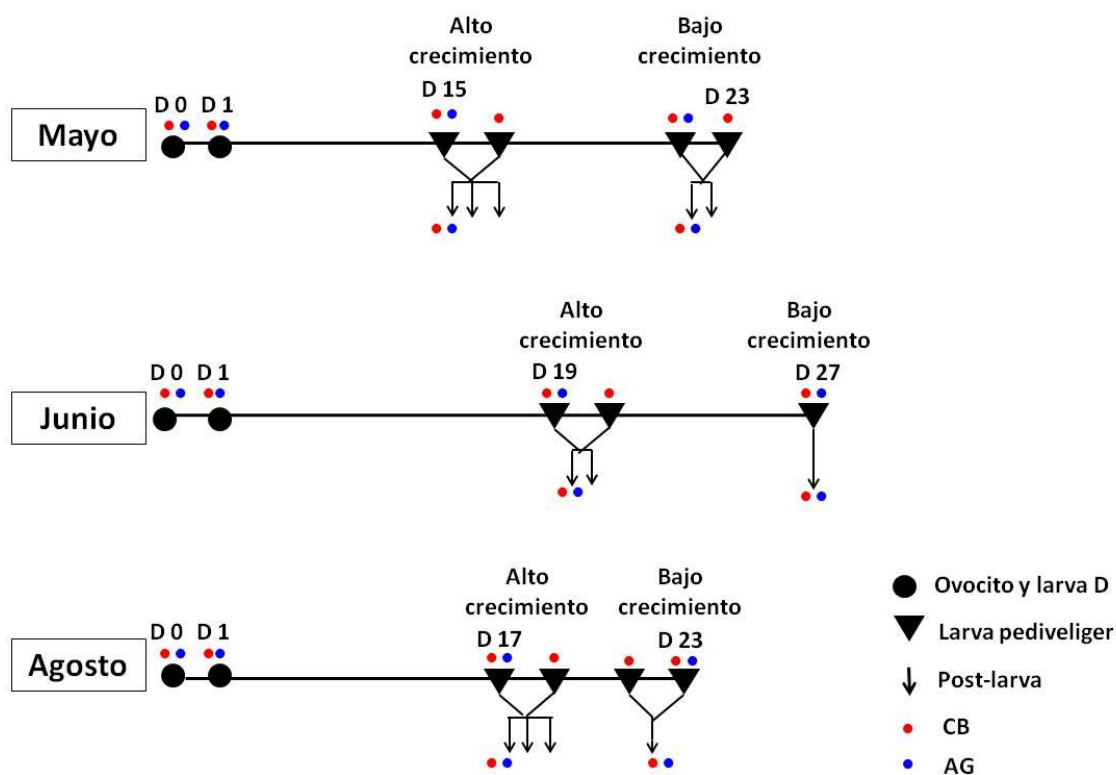 Alto
crecimiento
Bajo
crecimiento
D 0
D 1
D 15
D 23
Mayo
Alto
crecimiento
Bajo
crecimiento
D 0
D 1
D 19
D 27
Junio
Alto
crecimiento
Bajo
crecimiento
D 0
D 1
D 17
D 23
Agosto
Ovocito y larva D
Larva pediveliger
Post-larva
CB
AG